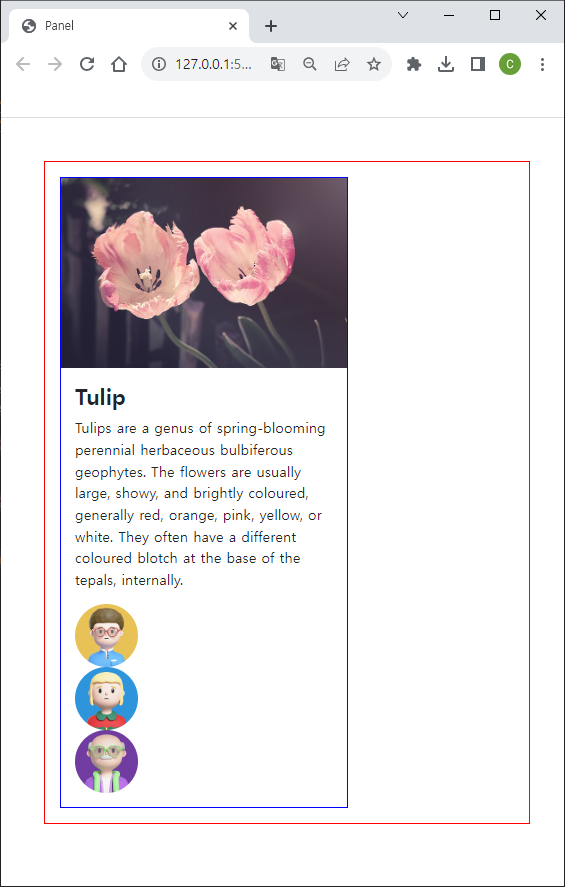 Panel
127.0.0.1:5...
C
Tulip
Tulips are a genus of spring-blooming
perennial herbaceous bulbiferous
geophytes. The flowers are usually
large, showy, and brightly coloured,
generally red, orange, pink, yellow, or
white. They often have a different
coloured blotch at the base of the
tepals, internally.